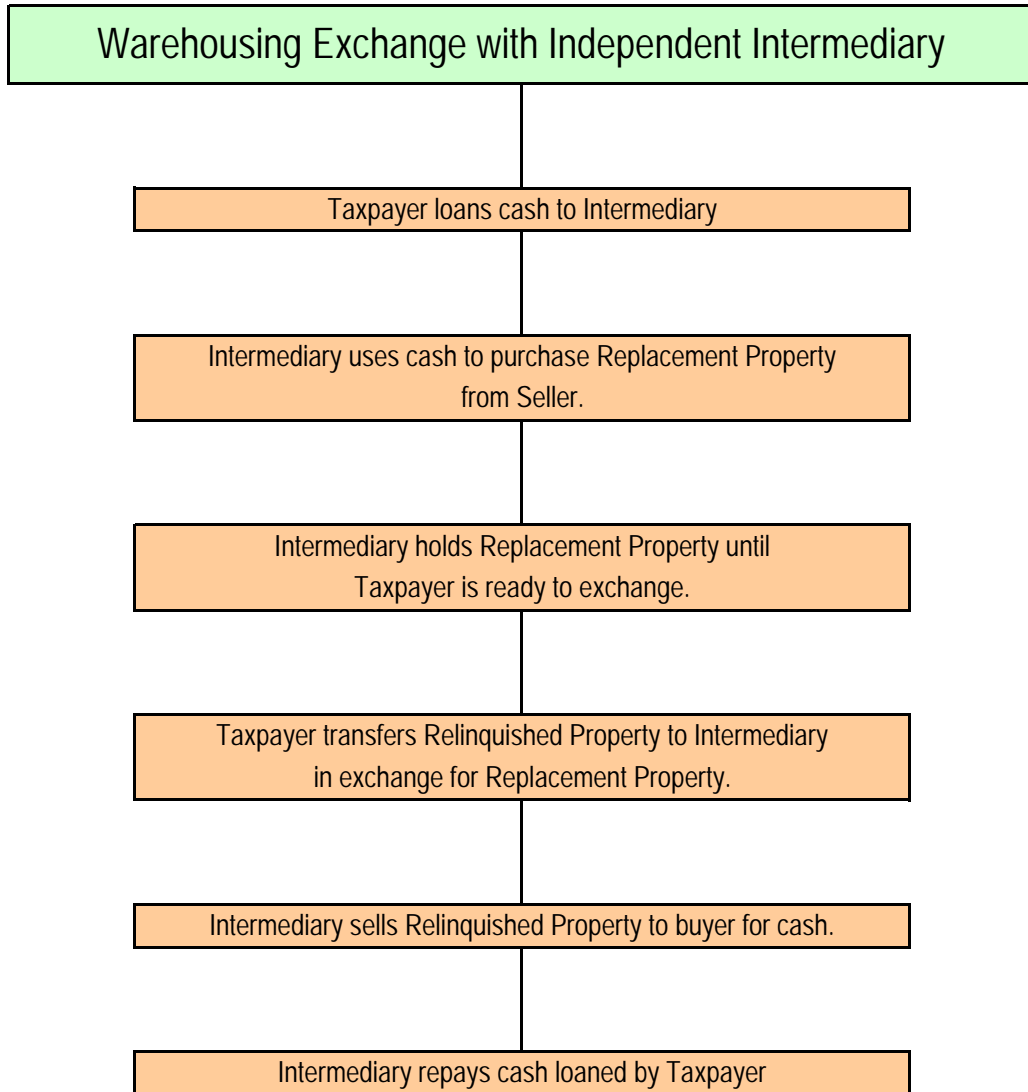 Warehousing Exchange with Independent Intermediary
Taxpayer loans cash to Intermediary
Intermediary uses cash to purchase Replacement Property
from Seller.
Intermediary holds Replacement Property until
Taxpayer is ready to exchange.
Taxpayer transfers Relinquished Property to Intermediary
in exchange for Replacement Property.
Intermediary sells Relinquished Property to buyer for cash.
Intermediary repays cash loaned by Taxpayer